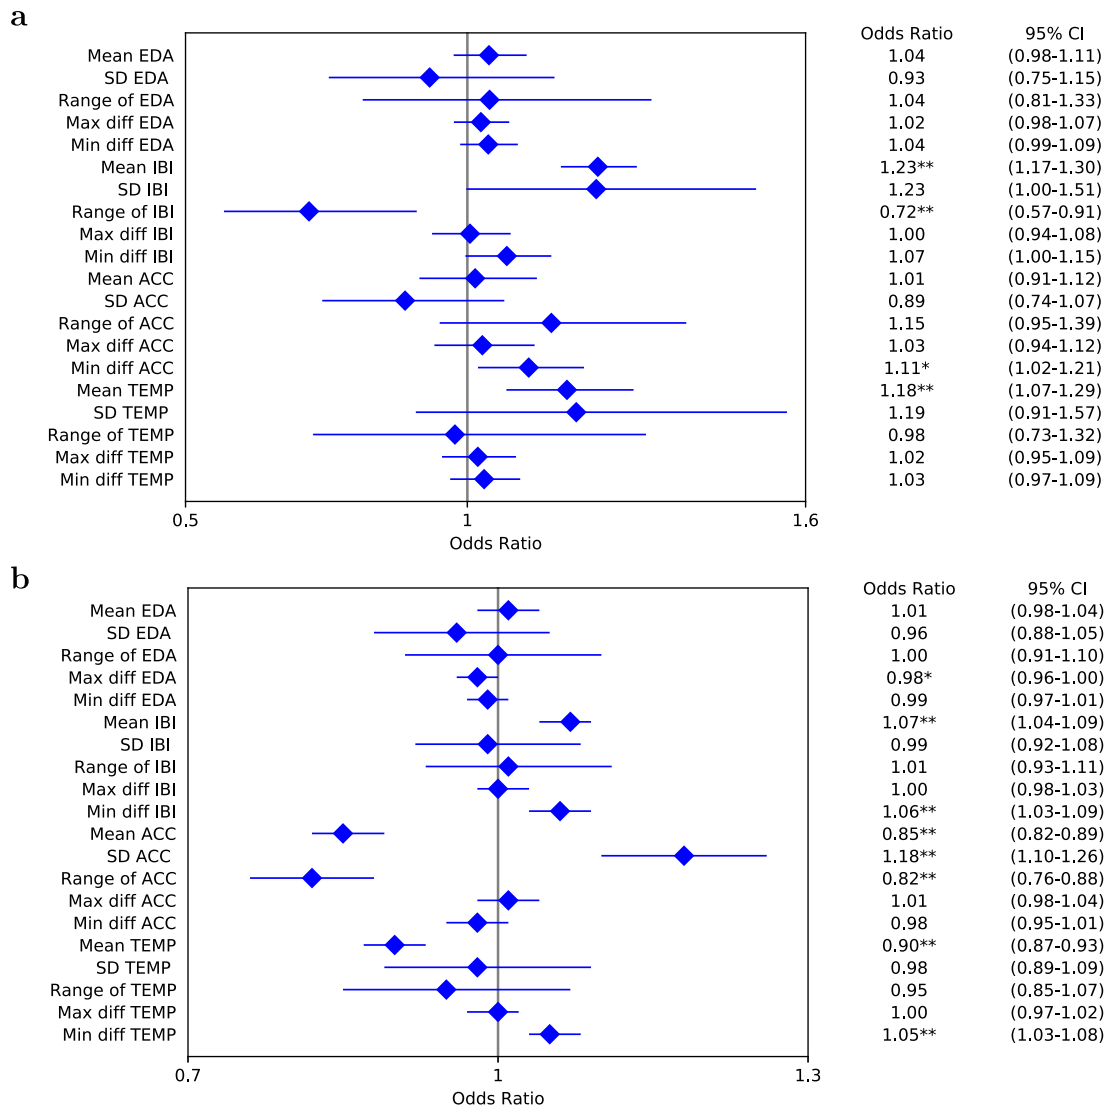 a
Odds Ratio 95% CI
Mean EDA 1.04 (0.98-1.11)
SD EDA 0.93 (0.75-1.15)
Range of EDA 1.04 (0.81-1.33)
Max diff EDA 1.02 (0.98-1.07)
Min diff EDA 1.04 (0.99-1.09)
Mean IBI 1.23** (1.17-1.30)
SD IBI 1.23 (1.00-1.51)
Range of IBI 0.72** (0.57-0.91)
Max diff IBI 1.00 (0.94-1.08)
Min diff IBI 1.07 (1.00-1.15)
Mean ACC 1.01 (0.91-1.12)
SD ACC 0.89 (0.74-1.07)
Range of ACC 1.15 (0.95-1.39)
Max diff ACC 1.03 (0.94-1.12)
Min diff ACC 1.11* (1.02-1.21)
Mean TEMP 1.18** (1.07-1.29)
SD TEMP 1.19 (0.91-1.57)
Range of TEMP 0.98 (0.73-1.32)
Max diff TEMP 1.02 (0.95-1.09)
Min diff TEMP 1.03 (0.97-1.09)
0.5 1 1.6
Odds Ratio
b
Odds Ratio 95% CI
Mean EDA 1.01 (0.98-1.04)
SD EDA 0.96 (0.88-1.05)
Range of EDA 1.00 (0.91-1.10)
Max diff EDA 0.98* (0.96-1.00)
Min diff EDA 0.99 (0.97-1.01)
Mean IBI 1.07** (1.04-1.09)
SD IBI 0.99 (0.92-1.08)
Range of IBI 1.01 (0.93-1.11)
Max diff IBI 1.00 (0.98-1.03)
Min diff IBI 1.06** (1.03-1.09)
Mean ACC 0.85** (0.82-0.89)
SD ACC 1.18** (1.10-1.26)
Range of ACC 0.82** (0.76-0.88)
Max diff ACC 1.01 (0.98-1.04)
Min diff ACC 0.98 (0.95-1.01)
Mean TEMP 0.90** (0.87-0.93)
SD TEMP 0.98 (0.89-1.09)
Range of TEMP 0.95 (0.85-1.07)
Max diff TEMP 1.00 (0.97-1.02)
Min diff TEMP 1.05** (1.03-1.08)
0.7 1 1.3
Odds Ratio